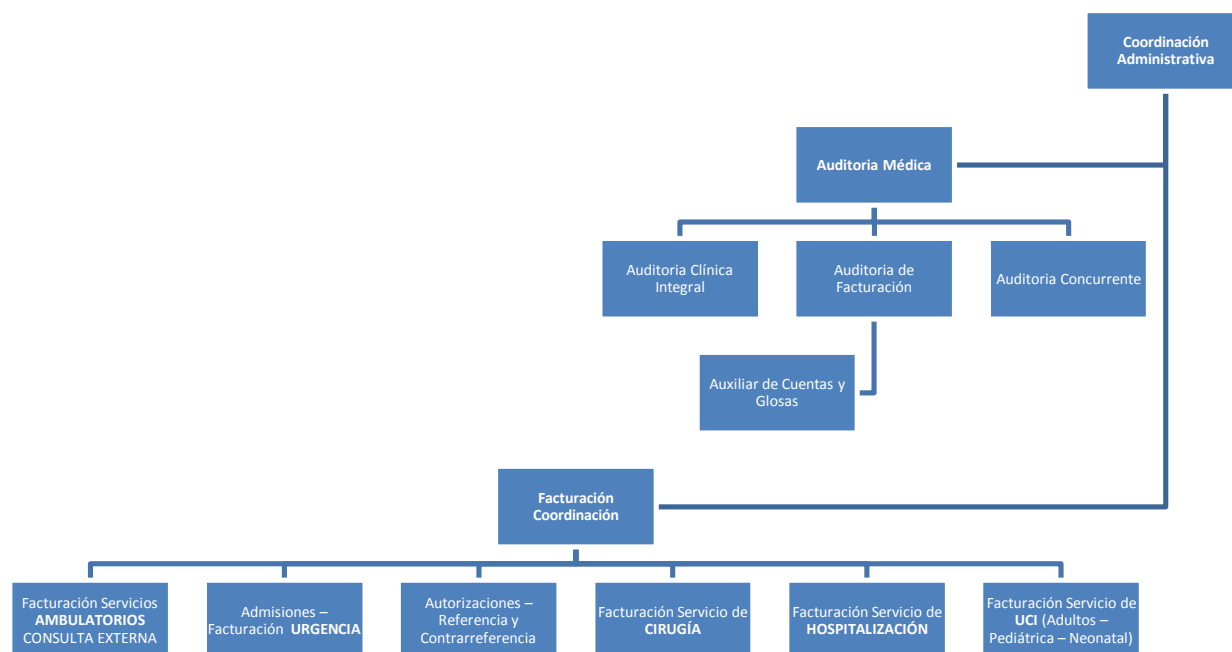 Coordinación
Administrativa
Auditoria Médica
Auditoria Clínica
Integral
Auditoria de
Facturación
Auditoria Concurrente
Auxiliar de Cuentas y
Glosas
Facturación
Coordinación
Facturación Servicios
AMBULATORIOS
CONSULTA EXTERNA
Admisiones –
Facturación URGENCIA
Autorizaciones –
Referencia y
Contrarreferencia
Facturación Servicio de
CIRUGÍA
Facturación Servicio de
HOSPITALIZACIÓN
Facturación Servicio de
UCI (Adultos –
Pediátrica – Neonatal)